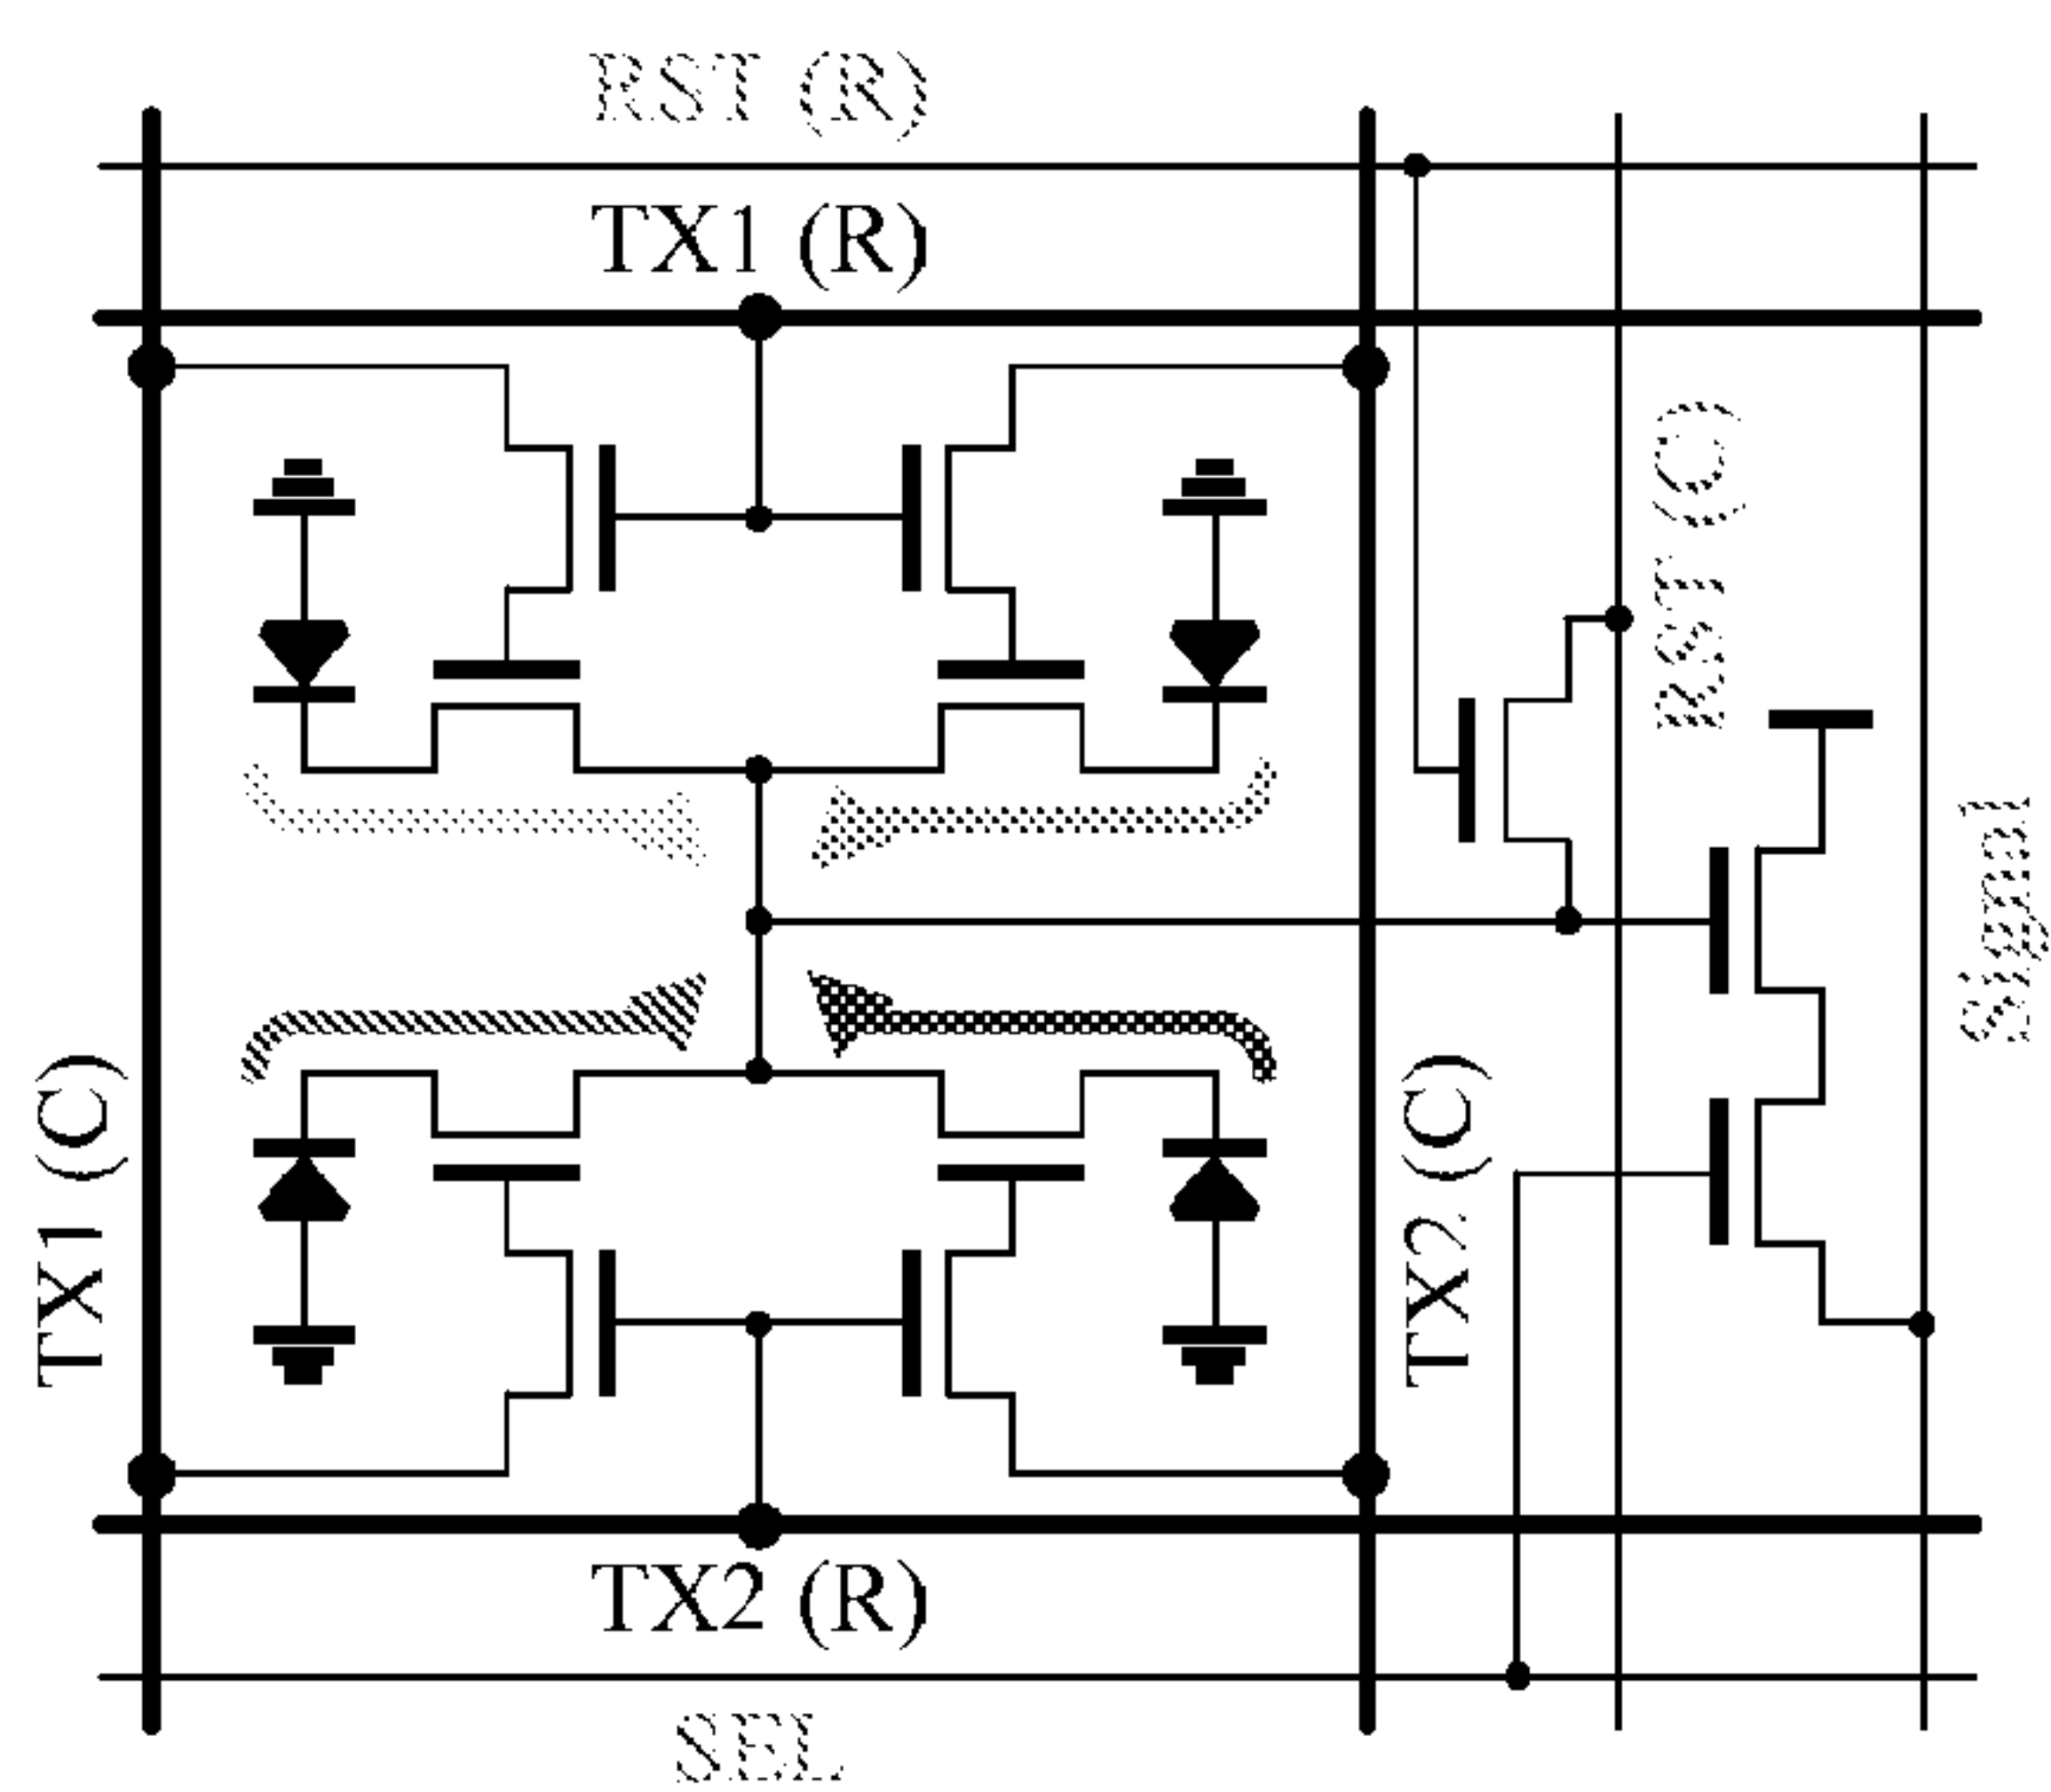 RST (R)
TX1 (R)
RST (C)
Signal
TX1 (C)
TX2 (C)
TX2 (R)
SEL